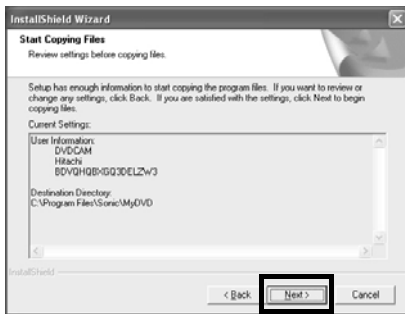 InstallShield Wizard
Start Copying Files
Review settings before copying files.
Setup has enough information to start copying the program files. If you want to review or
change any settings, click Back. If you are satisfied with the settings, click Next to begin
copying files.
Current Settings:
User Information:
DVDCAM
Hitachi
BDVQHQBXGQ3DELZW3
Destination Directory:
C:\Program Files\Sonic\MyDVD
InstallShield
< Back
Next >
Cancel